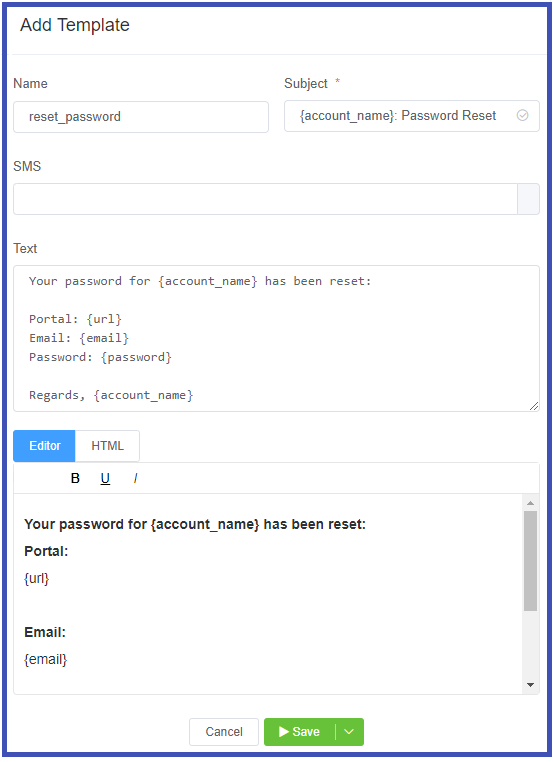 Add Template
Name
Subject *
reset_password
{account_name}: Password Reset
SMS
Text
Your password for {account_name} has been reset:
Portal: {url}
Email: {email}
Password: {password}
Regards, {account_name}
Editor
HTML
B U I
Your password for {account_name} has been reset:
Portal:
{url}
Email:
{email}
Cancel
Save